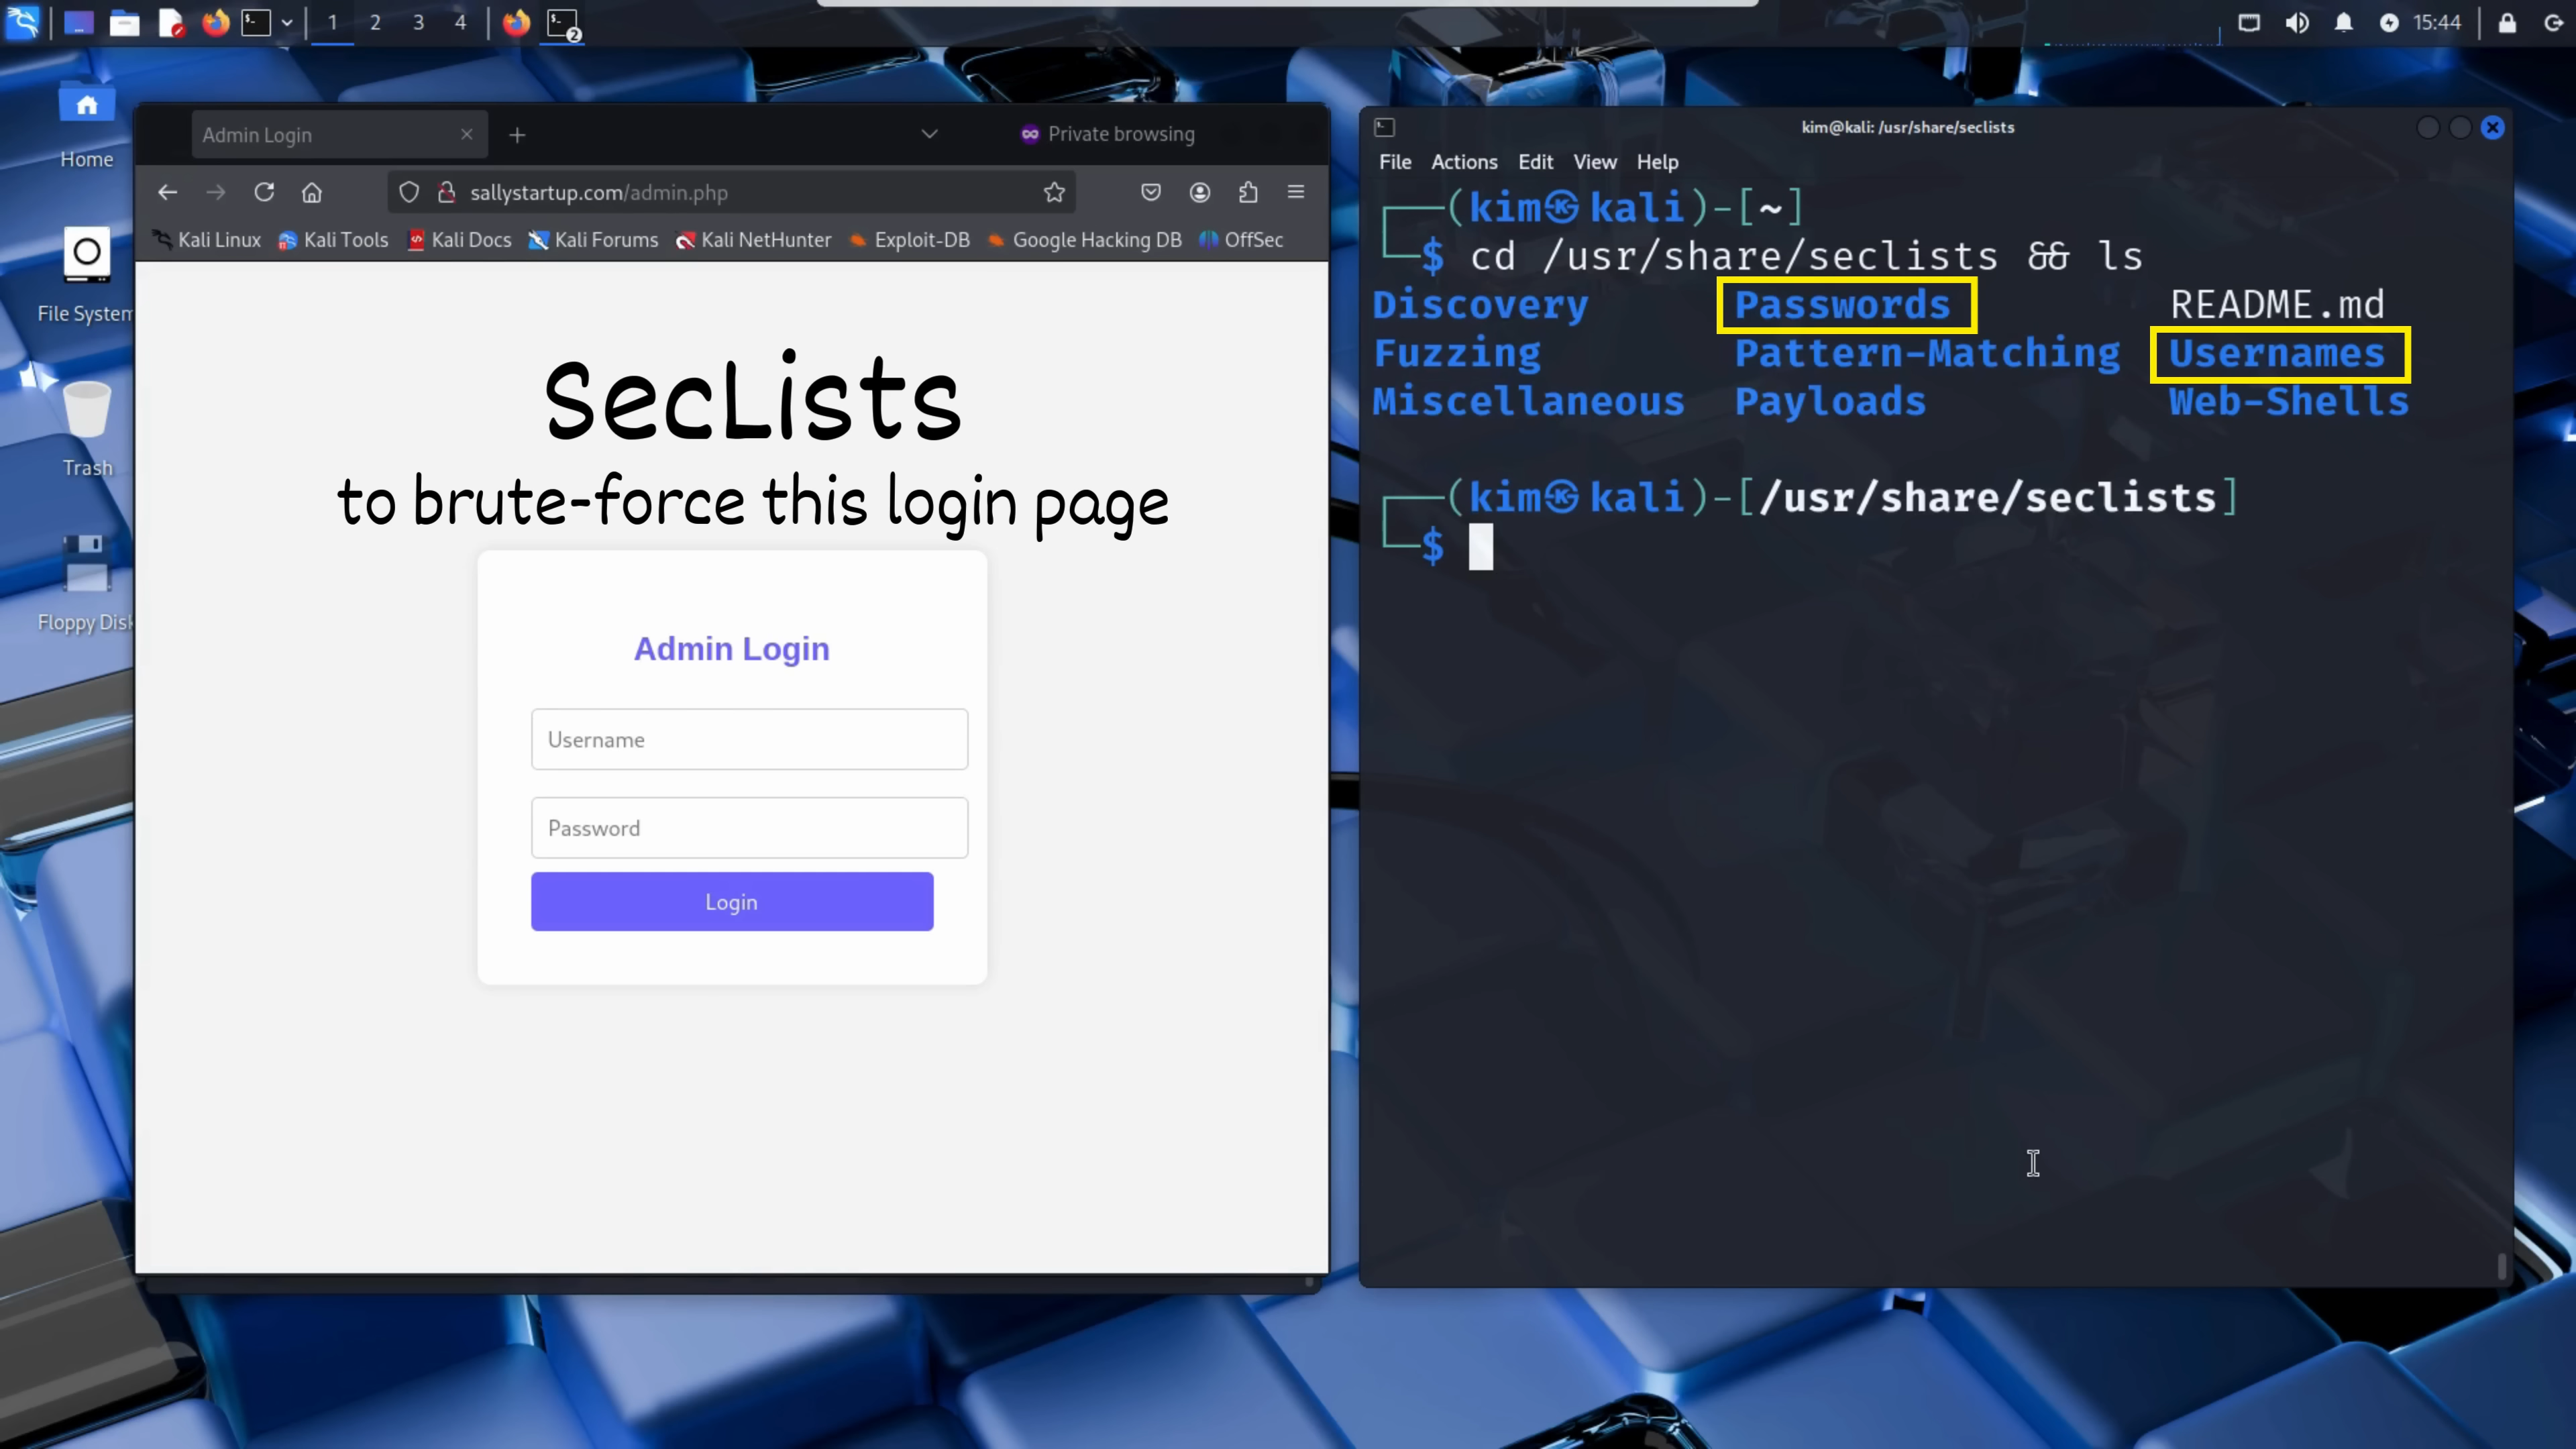 1 2 3 4
2
15:44
Home
File System
Trash
Floppy Disk
Admin Login
Private browsing
sallystartup.com/admin.php
Kali Linux Kali Tools Kali Docs Kali Forums Kali NetHunter Exploit-DB Google Hacking DB OffSec
SecLists
to brute-force this login page
Admin Login
Username
Password
Login
kim@kali: /usr/share/seclists
File Actions Edit View Help
┌──(kim㉿kali)-[~]
└─$ cd /usr/share/seclists && ls
Discovery Passwords README.md
Fuzzing Pattern-Matching Usernames
Miscellaneous Payloads Web-Shells
┌──(kim㉿kali)-[/usr/share/seclists]
└─$